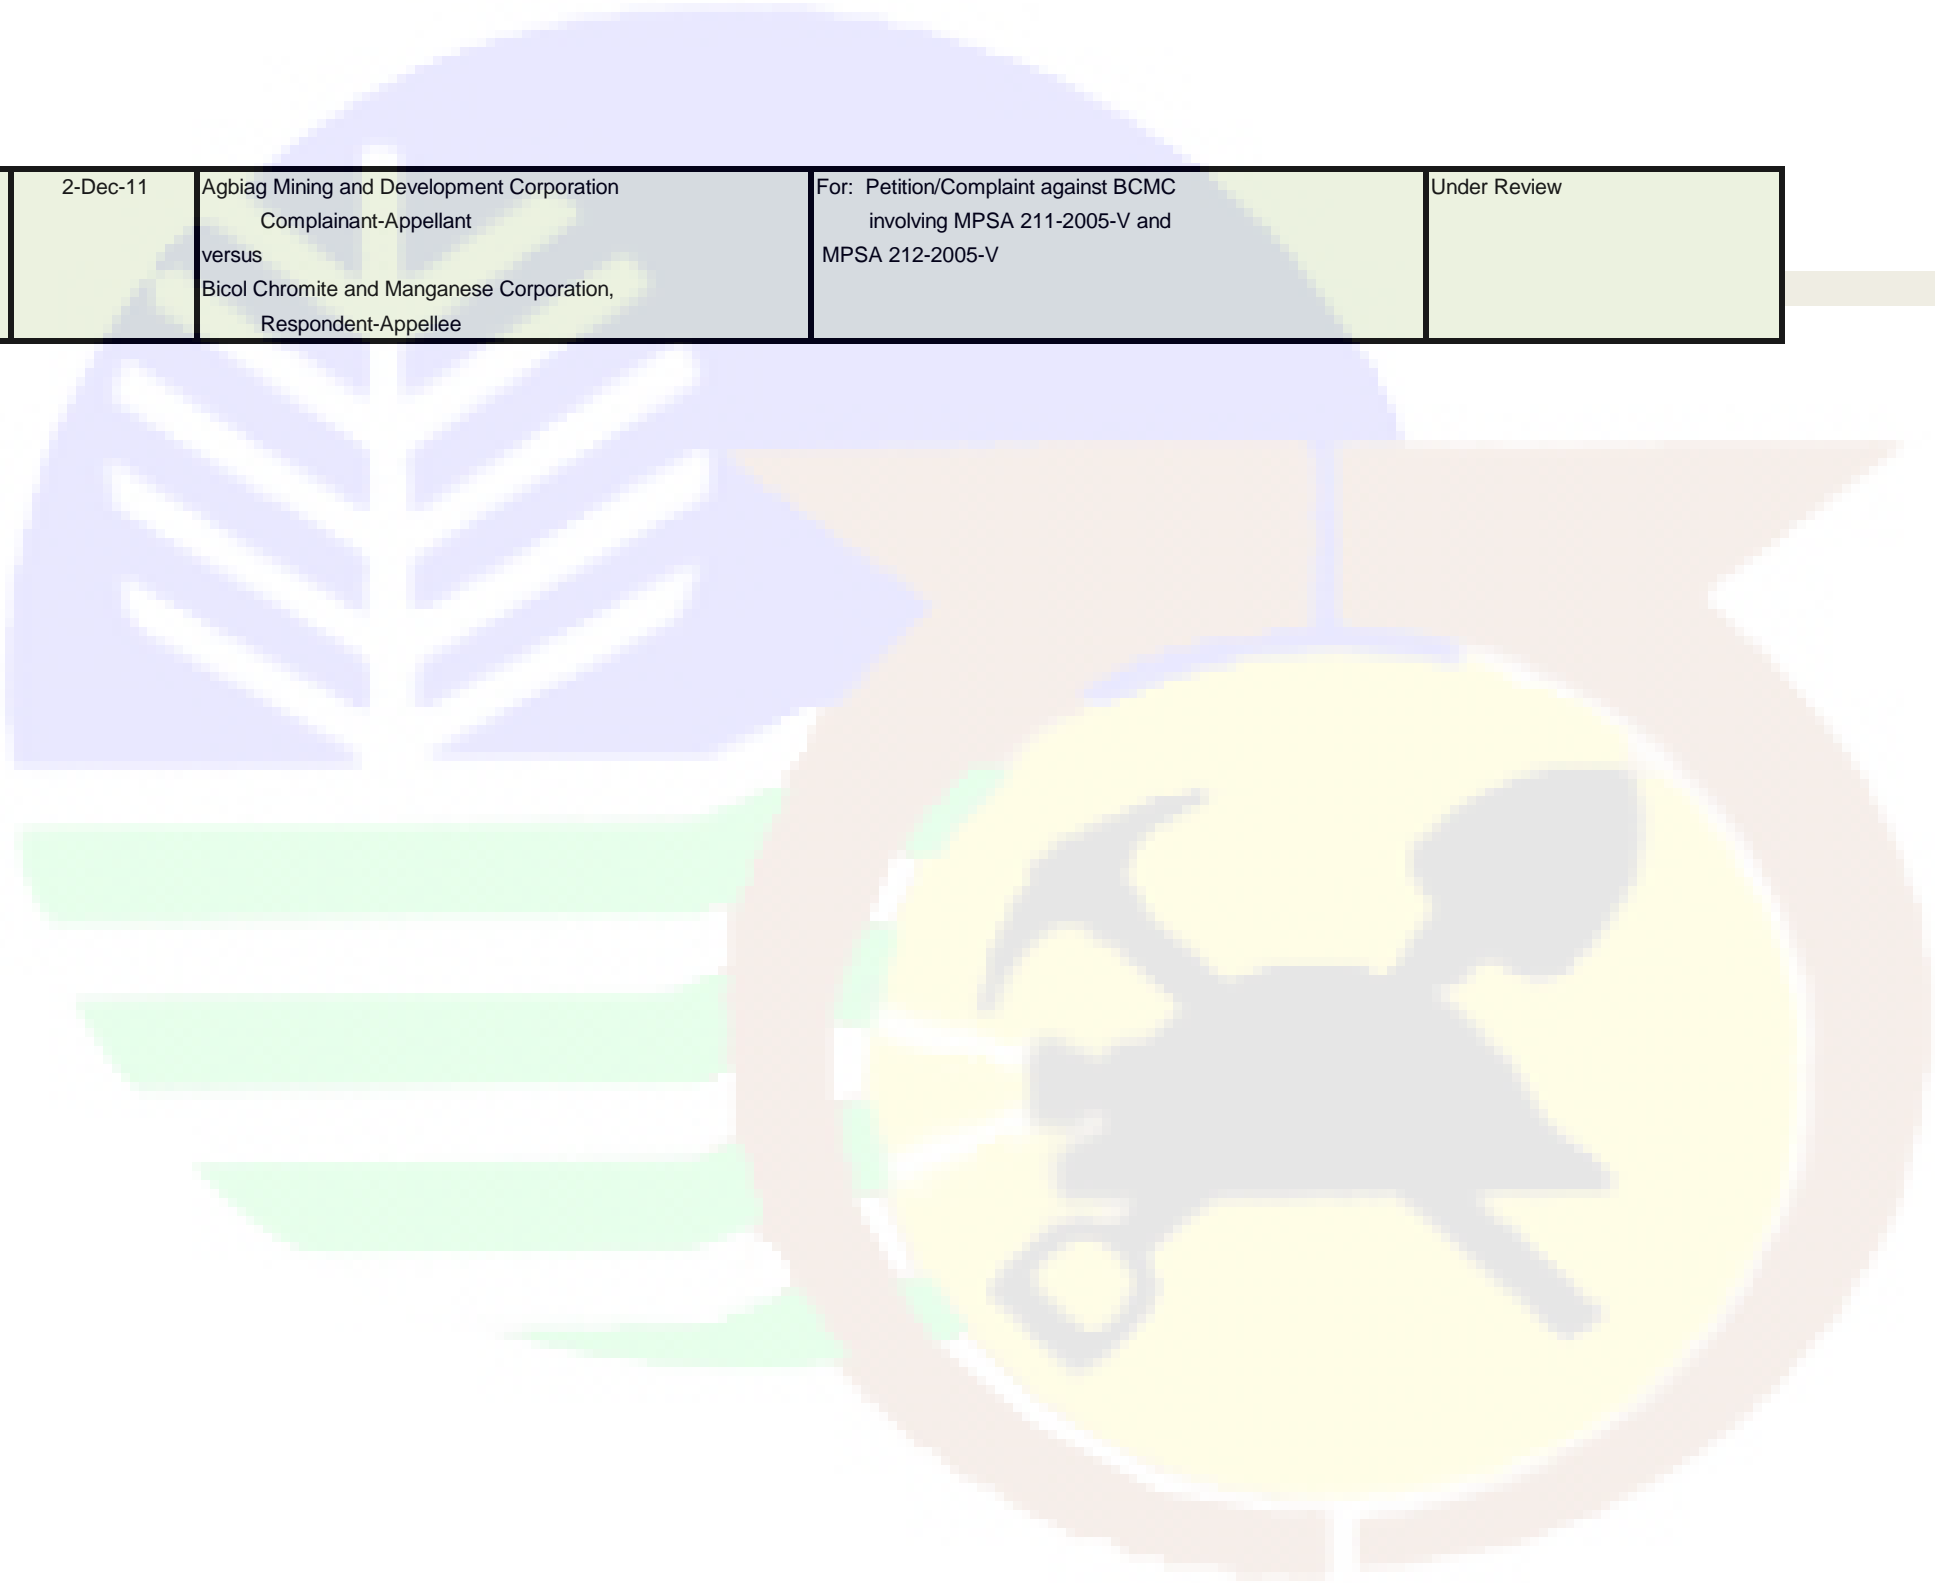 2-Dec-11
Agbiag Mining and Development Corporation
Complainant-Appellant
versus
Bicol Chromite and Manganese Corporation,
Respondent-Appellee
For: Petition/Complaint against BCMC
involving MPSA 211-2005-V and
MPSA 212-2005-V
Under Review